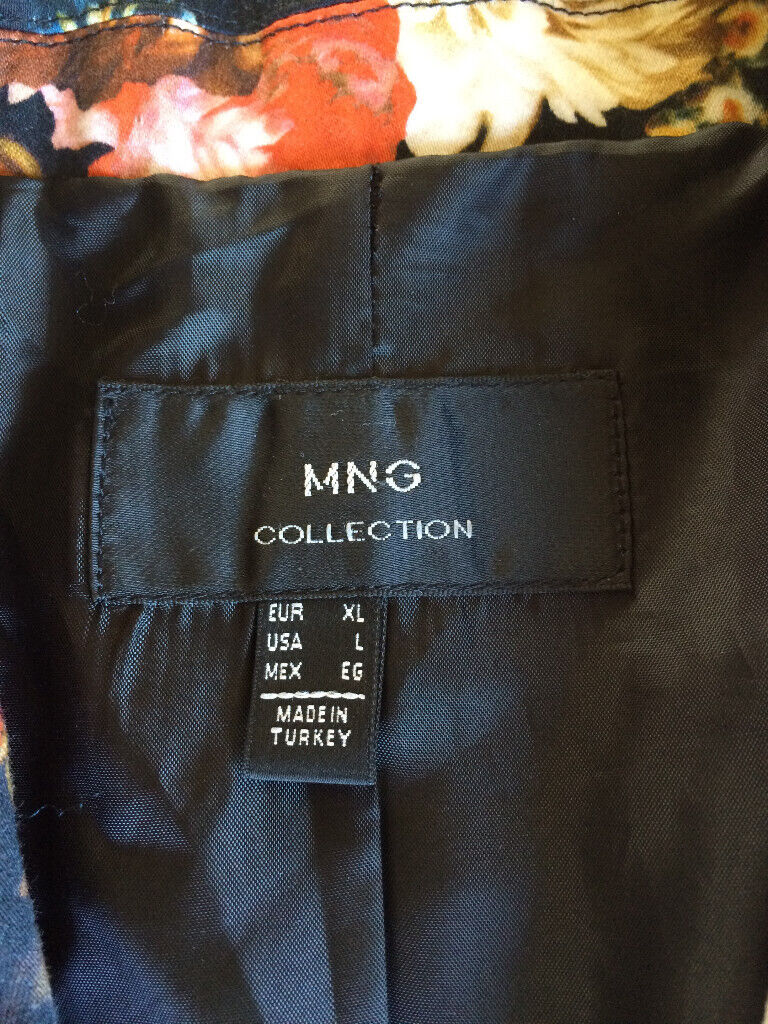 MNG
COLLECTION
EUR XL
USA L
MEX EG
MADE IN
TURKEY